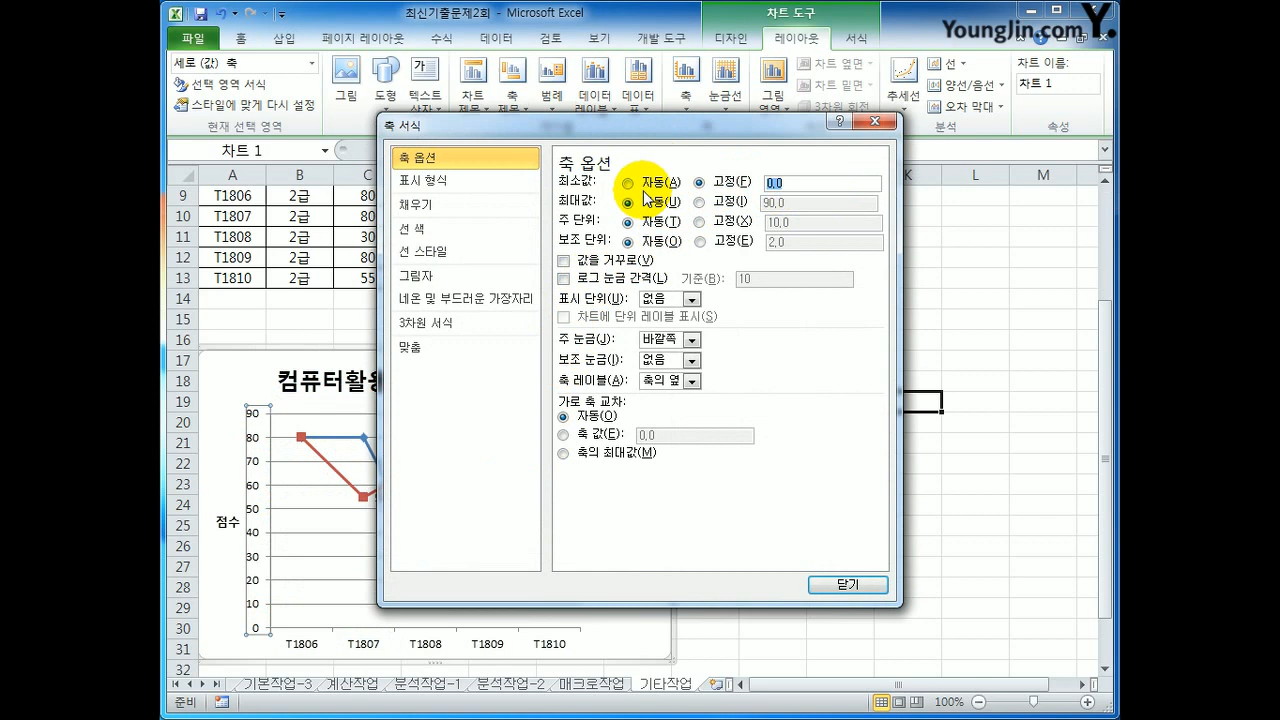 최신기출문제2회 - Microsoft Excel
차트 도구
YoungJin.com
Y.
파일 홈 삽입 페이지 레이아웃 수식 데이터 검토 보기 개발 도구 디자인 레이아웃 서식
세로 (값) 축
선택 영역 서식
스타일에 맞게 다시 설정
현재 선택 영역
그림 도형 텍스트
차트 축 범례 데이터 데이터
축 눈금선
그림
차트 옆면
차트 밑면
3차원 회전
추세선
선
양선/음선
오차 막대
분석
차트 이름:
차트 1
속성
차트 1
축 서식
축 옵션
표시 형식
채우기
선 색
선 스타일
그림자
네온 및 부드러운 가장자리
3차원 서식
맞춤
축 옵션
최소값: 자동(A) 고정(F) 0,0
최대값: 자동(U) 고정(I) 90,0
주 단위: 자동(T) 고정(X) 10,0
보조 단위: 자동(O) 고정(E) 2,0
값을 거꾸로(V)
로그 눈금 간격(L) 기준(B): 10
표시 단위(U): 없음
차트에 단위 레이블 표시(S)
주 눈금(J): 바깥쪽
보조 눈금(I): 없음
축 레이블(A): 축의 옆
가로 축 교차:
자동(O)
축 값(E): 0,0
축의 최대값(M)
닫기
A B C K L M
9 T1806 2급 80
10 T1807 2급 80
11 T1808 2급 30
12 T1809 2급 80
13 T1810 2급 55
14
15
16
17
18
19
20
21
22
23
24
25
26
27
28
29
30
31
32
컴퓨터활용
점수
90
80
70
60
50
40
30
20
10
0
T1806 T1807 T1808 T1809 T1810
기본작업-3 계산작업 분석작업-1 분석작업-2 매크로작업 기타작업
준비
100%